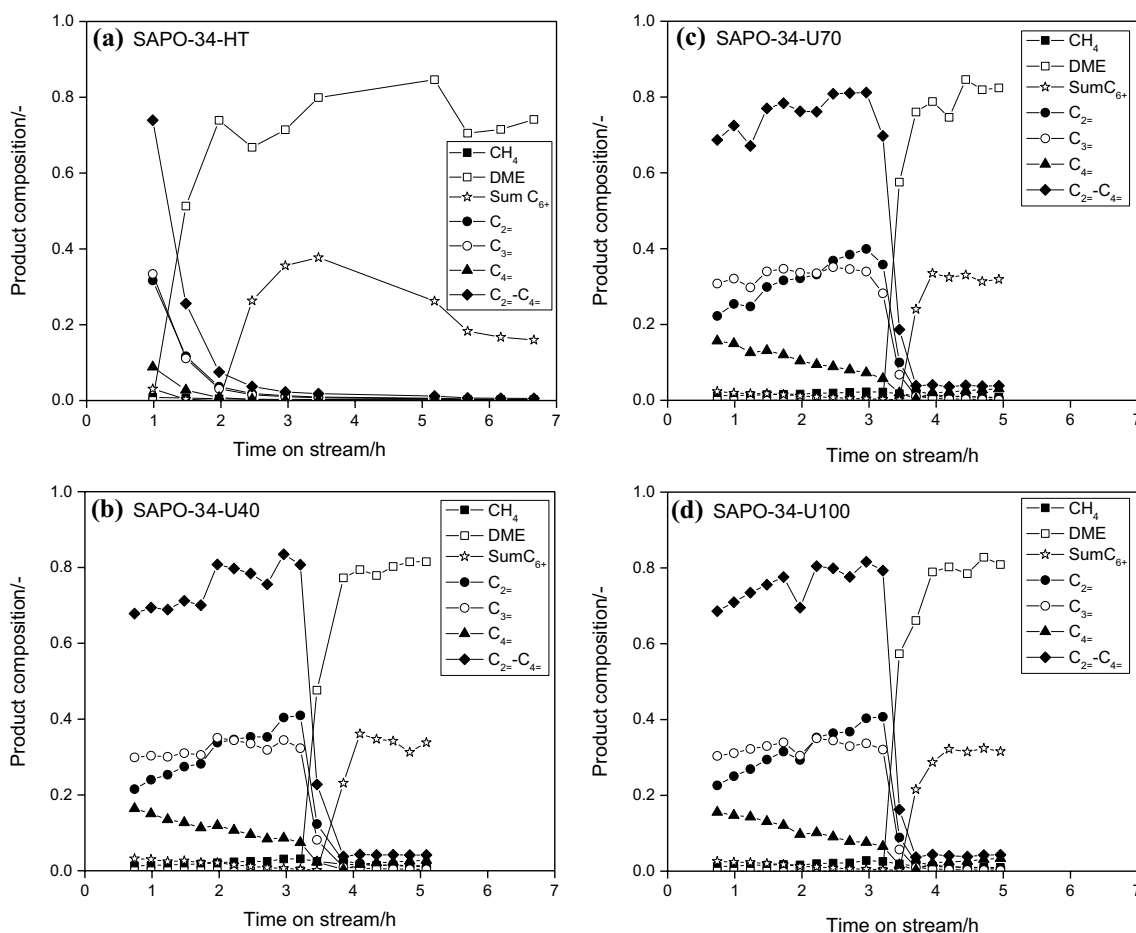 (a) SAPO-34-HT
Product composition/-
1.0
0.8
0.6
0.4
0.2
0.0
CH4
DME
Sum C6+
C2=
C3=
C4=
C2=-C4=
0 1 2 3 4 5 6 7
Time on stream/h
(c) SAPO-34-U70
Product composition/-
1.0
0.8
0.6
0.4
0.2
0.0
CH4
DME
SumC6+
C2=
C3=
C4=
C2=-C4=
0 1 2 3 4 5 6 7
Time on stream/h
(b) SAPO-34-U40
Product composition/-
1.0
0.8
0.6
0.4
0.2
0.0
CH4
DME
SumC6+
C2=
C3=
C4=
C2=-C4=
0 1 2 3 4 5 6 7
Time on stream/h
(d) SAPO-34-U100
Product composition/-
1.0
0.8
0.6
0.4
0.2
0.0
CH4
DME
SumC6+
C2=
C3=
C4=
C2=-C4=
0 1 2 3 4 5 6 7
Time on stream/h